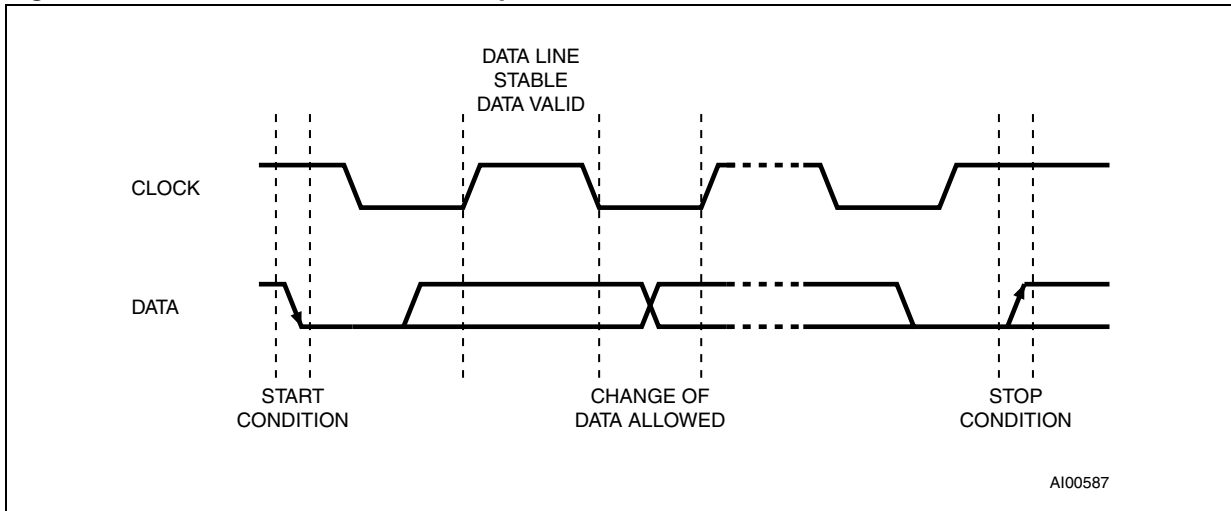 DATA LINE
STABLE
DATA VALID
CLOCK
DATA
START
CONDITION
CHANGE OF
DATA ALLOWED
STOP
CONDITION
AI00587